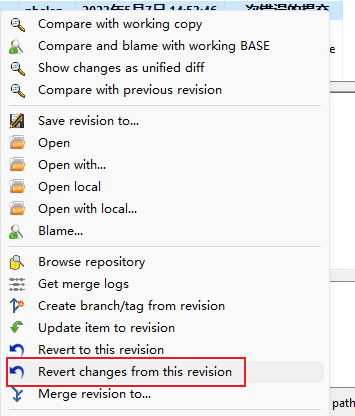 Compare with working copy
Compare and blame with working BASE
Show changes as unified diff
Compare with previous revision
Save revision to...
Open
Open with...
Open local
Open with local...
Blame...
Browse repository
Get merge logs
Create branch/tag from revision
Update item to revision
Revert to this revision
Revert changes from this revision
Merge revision to...
path